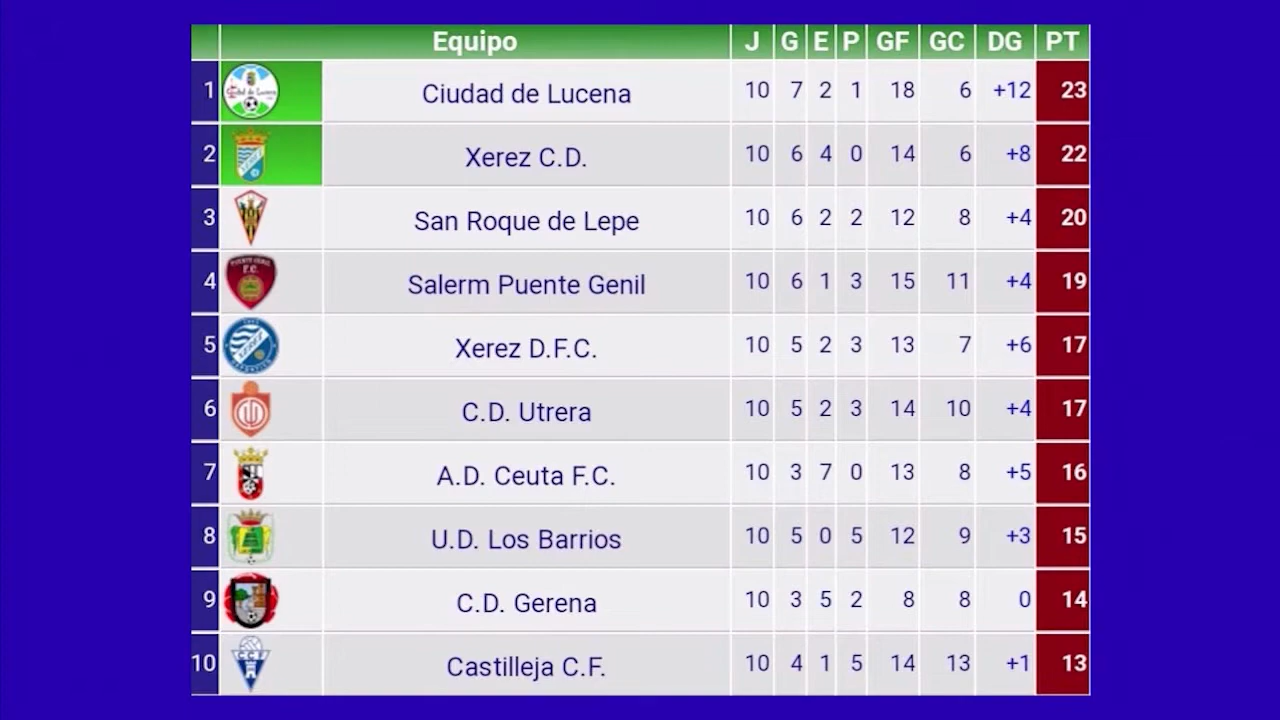 Equipo J G E P GF GC DG PT
1 Ciudad de Lucena 10 7 2 1 18 6 +12 23
2 Xerez C.D. 10 6 4 0 14 6 +8 22
3 San Roque de Lepe 10 6 2 2 12 8 +4 20
4 Salerm Puente Genil 10 6 1 3 15 11 +4 19
5 Xerez D.F.C. 10 5 2 3 13 7 +6 17
6 C.D. Utrera 10 5 2 3 14 10 +4 17
7 A.D. Ceuta F.C. 10 3 7 0 13 8 +5 16
8 U.D. Los Barrios 10 5 0 5 12 9 +3 15
9 C.D. Gerena 10 3 5 2 8 8 0 14
10 Castilleja C.F. 10 4 1 5 14 13 +1 13